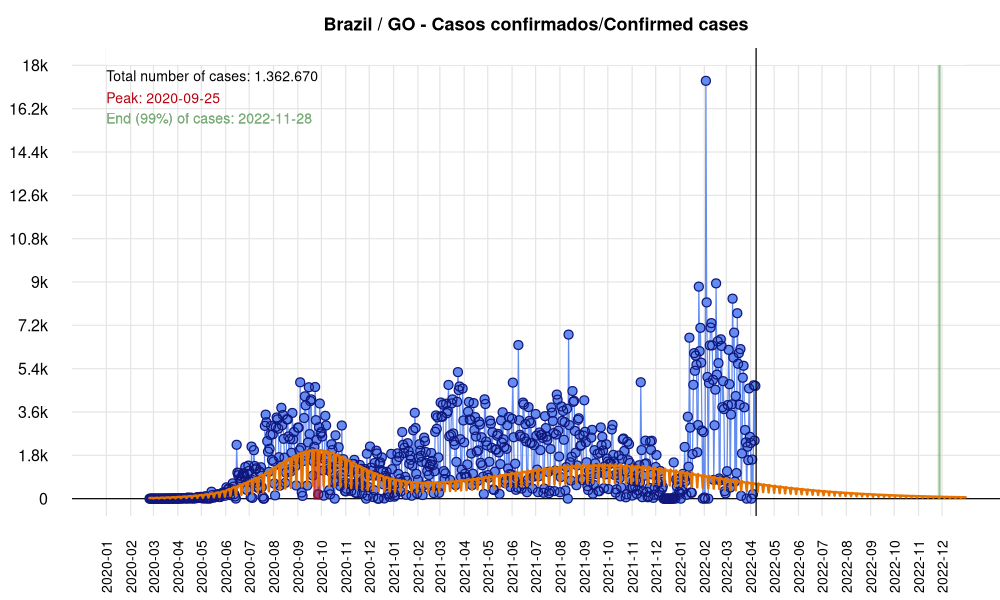 Brazil / GO - Casos confirmados/Confirmed cases
Total number of cases: 1.362.670
Peak: 2020-09-25
End (99%) of cases: 2022-11-28
18k
16.2k
14.4k
12.6k
10.8k
9k
7.2k
5.4k
3.6k
1.8k
0
2020-01
2020-02
2020-03
2020-04
2020-05
2020-06
2020-07
2020-08
2020-09
2020-10
2020-11
2020-12
2021-01
2021-02
2021-03
2021-04
2021-05
2021-06
2021-07
2021-08
2021-09
2021-10
2021-11
2021-12
2022-01
2022-02
2022-03
2022-04
2022-05
2022-06
2022-07
2022-08
2022-09
2022-10
2022-11
2022-12